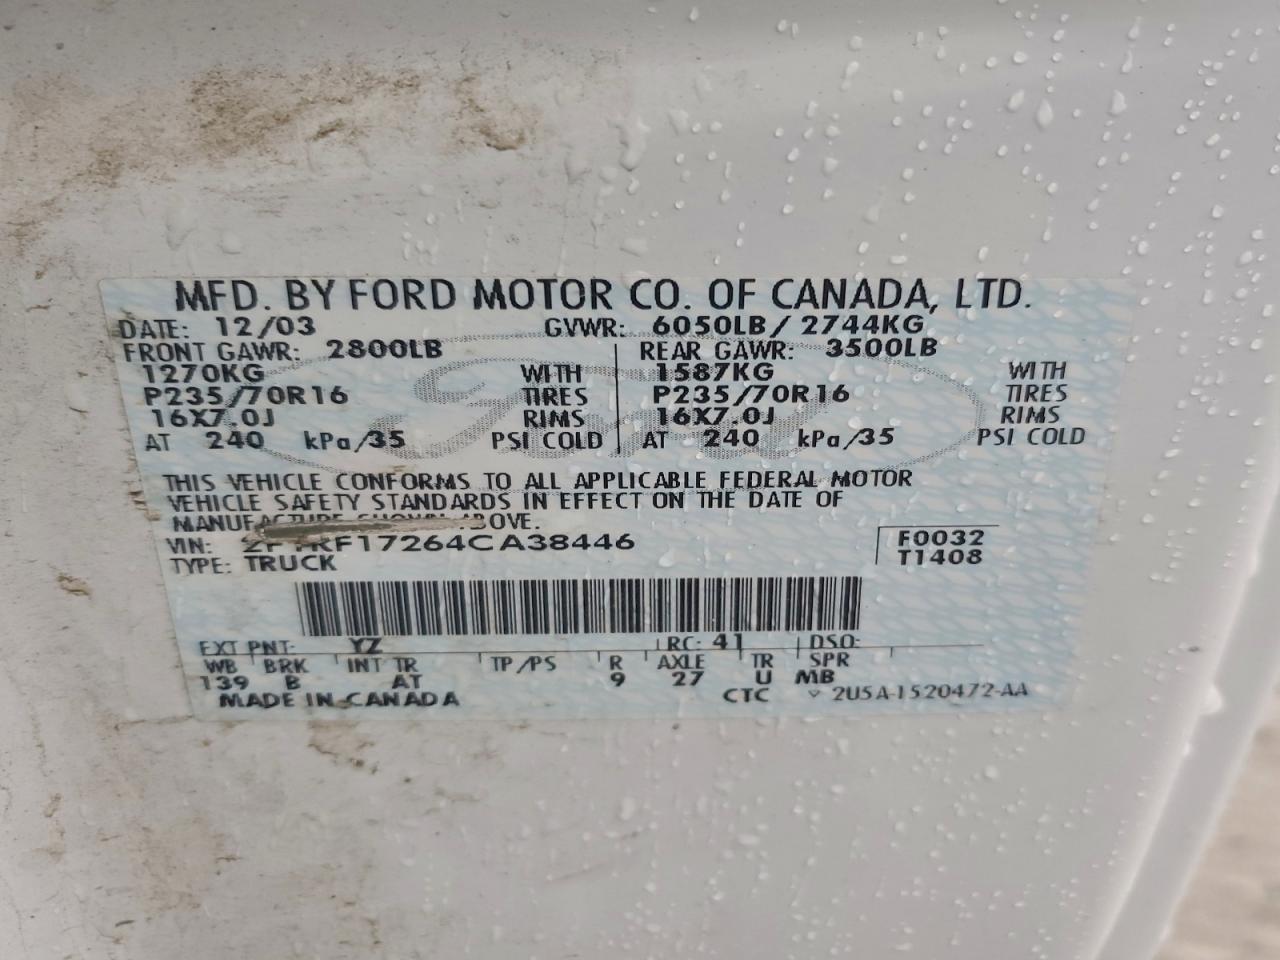 MFD. BY FORD MOTOR CO. OF CANADA, LTD.
DATE: 12/03 GVWR: 6050LB/ 2744KG
FRONT GAWR: 2800LB REAR GAWR: 3500LB
1270KG WITH 1587KG WITH
P235/70R16 TIRES P235/70R16 TIRES
16X7.0J RIMS 16X7.0J RIMS
AT 240 kPa/35 PSI COLD AT 240 kPa/35 PSI COLD
Ford
THIS VEHICLE CONFORMS TO ALL APPLICABLE FEDERAL MOTOR
VEHICLE SAFETY STANDARDS IN EFFECT ON THE DATE OF
MANUFACTURE SHOWN ABOVE.
VIN: F17264CA38446 F0032
TYPE: TRUCK T1408
EXT PNT: YZ RC: 41 DSO:
WB BRK INT TR TP/PS R AXLE TR SPR
139 B AT 9 27 U MB
MADE IN CANADA CTC 2U5A-1520472-AA